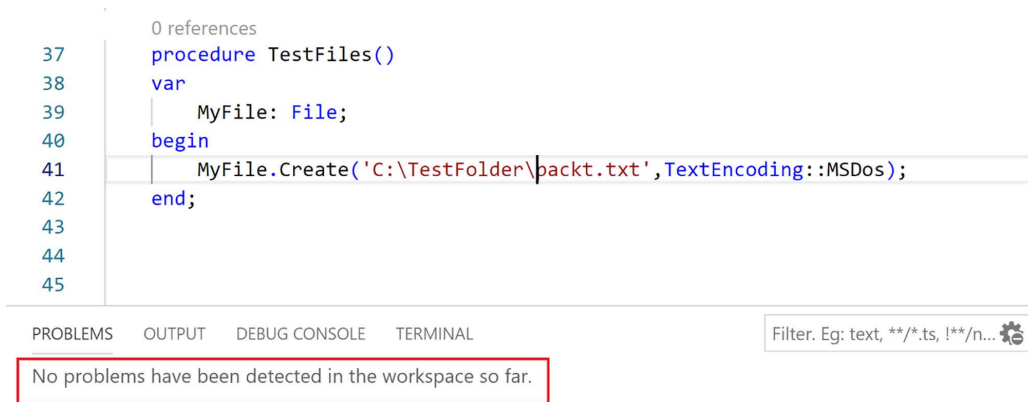 0 references
37 procedure TestFiles()
38 var
39 MyFile: File;
40 begin
41 MyFile.Create('C:\TestFolder\packt.txt',TextEncoding::MSDos);
42 end;
43
44
45
PROBLEMS OUTPUT DEBUG CONSOLE TERMINAL Filter. Eg: text, **/*.ts, !**/n...
No problems have been detected in the workspace so far.